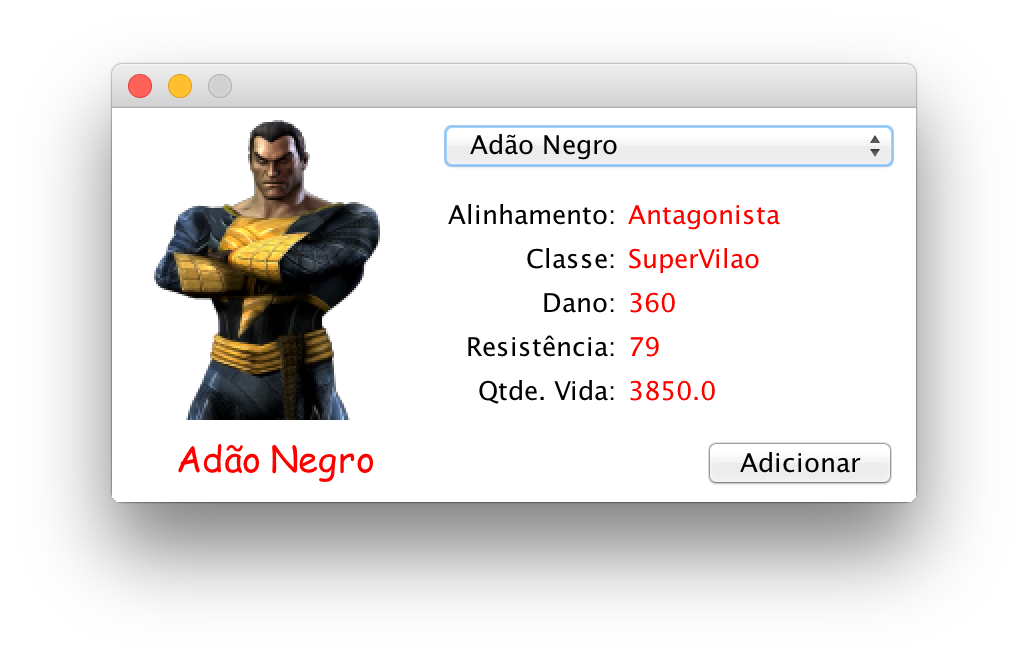 Adão Negro
Alinhamento: Antagonista
Classe: SuperVilao
Dano: 360
Resistência: 79
Qtde. Vida: 3850.0
Adão Negro
Adicionar